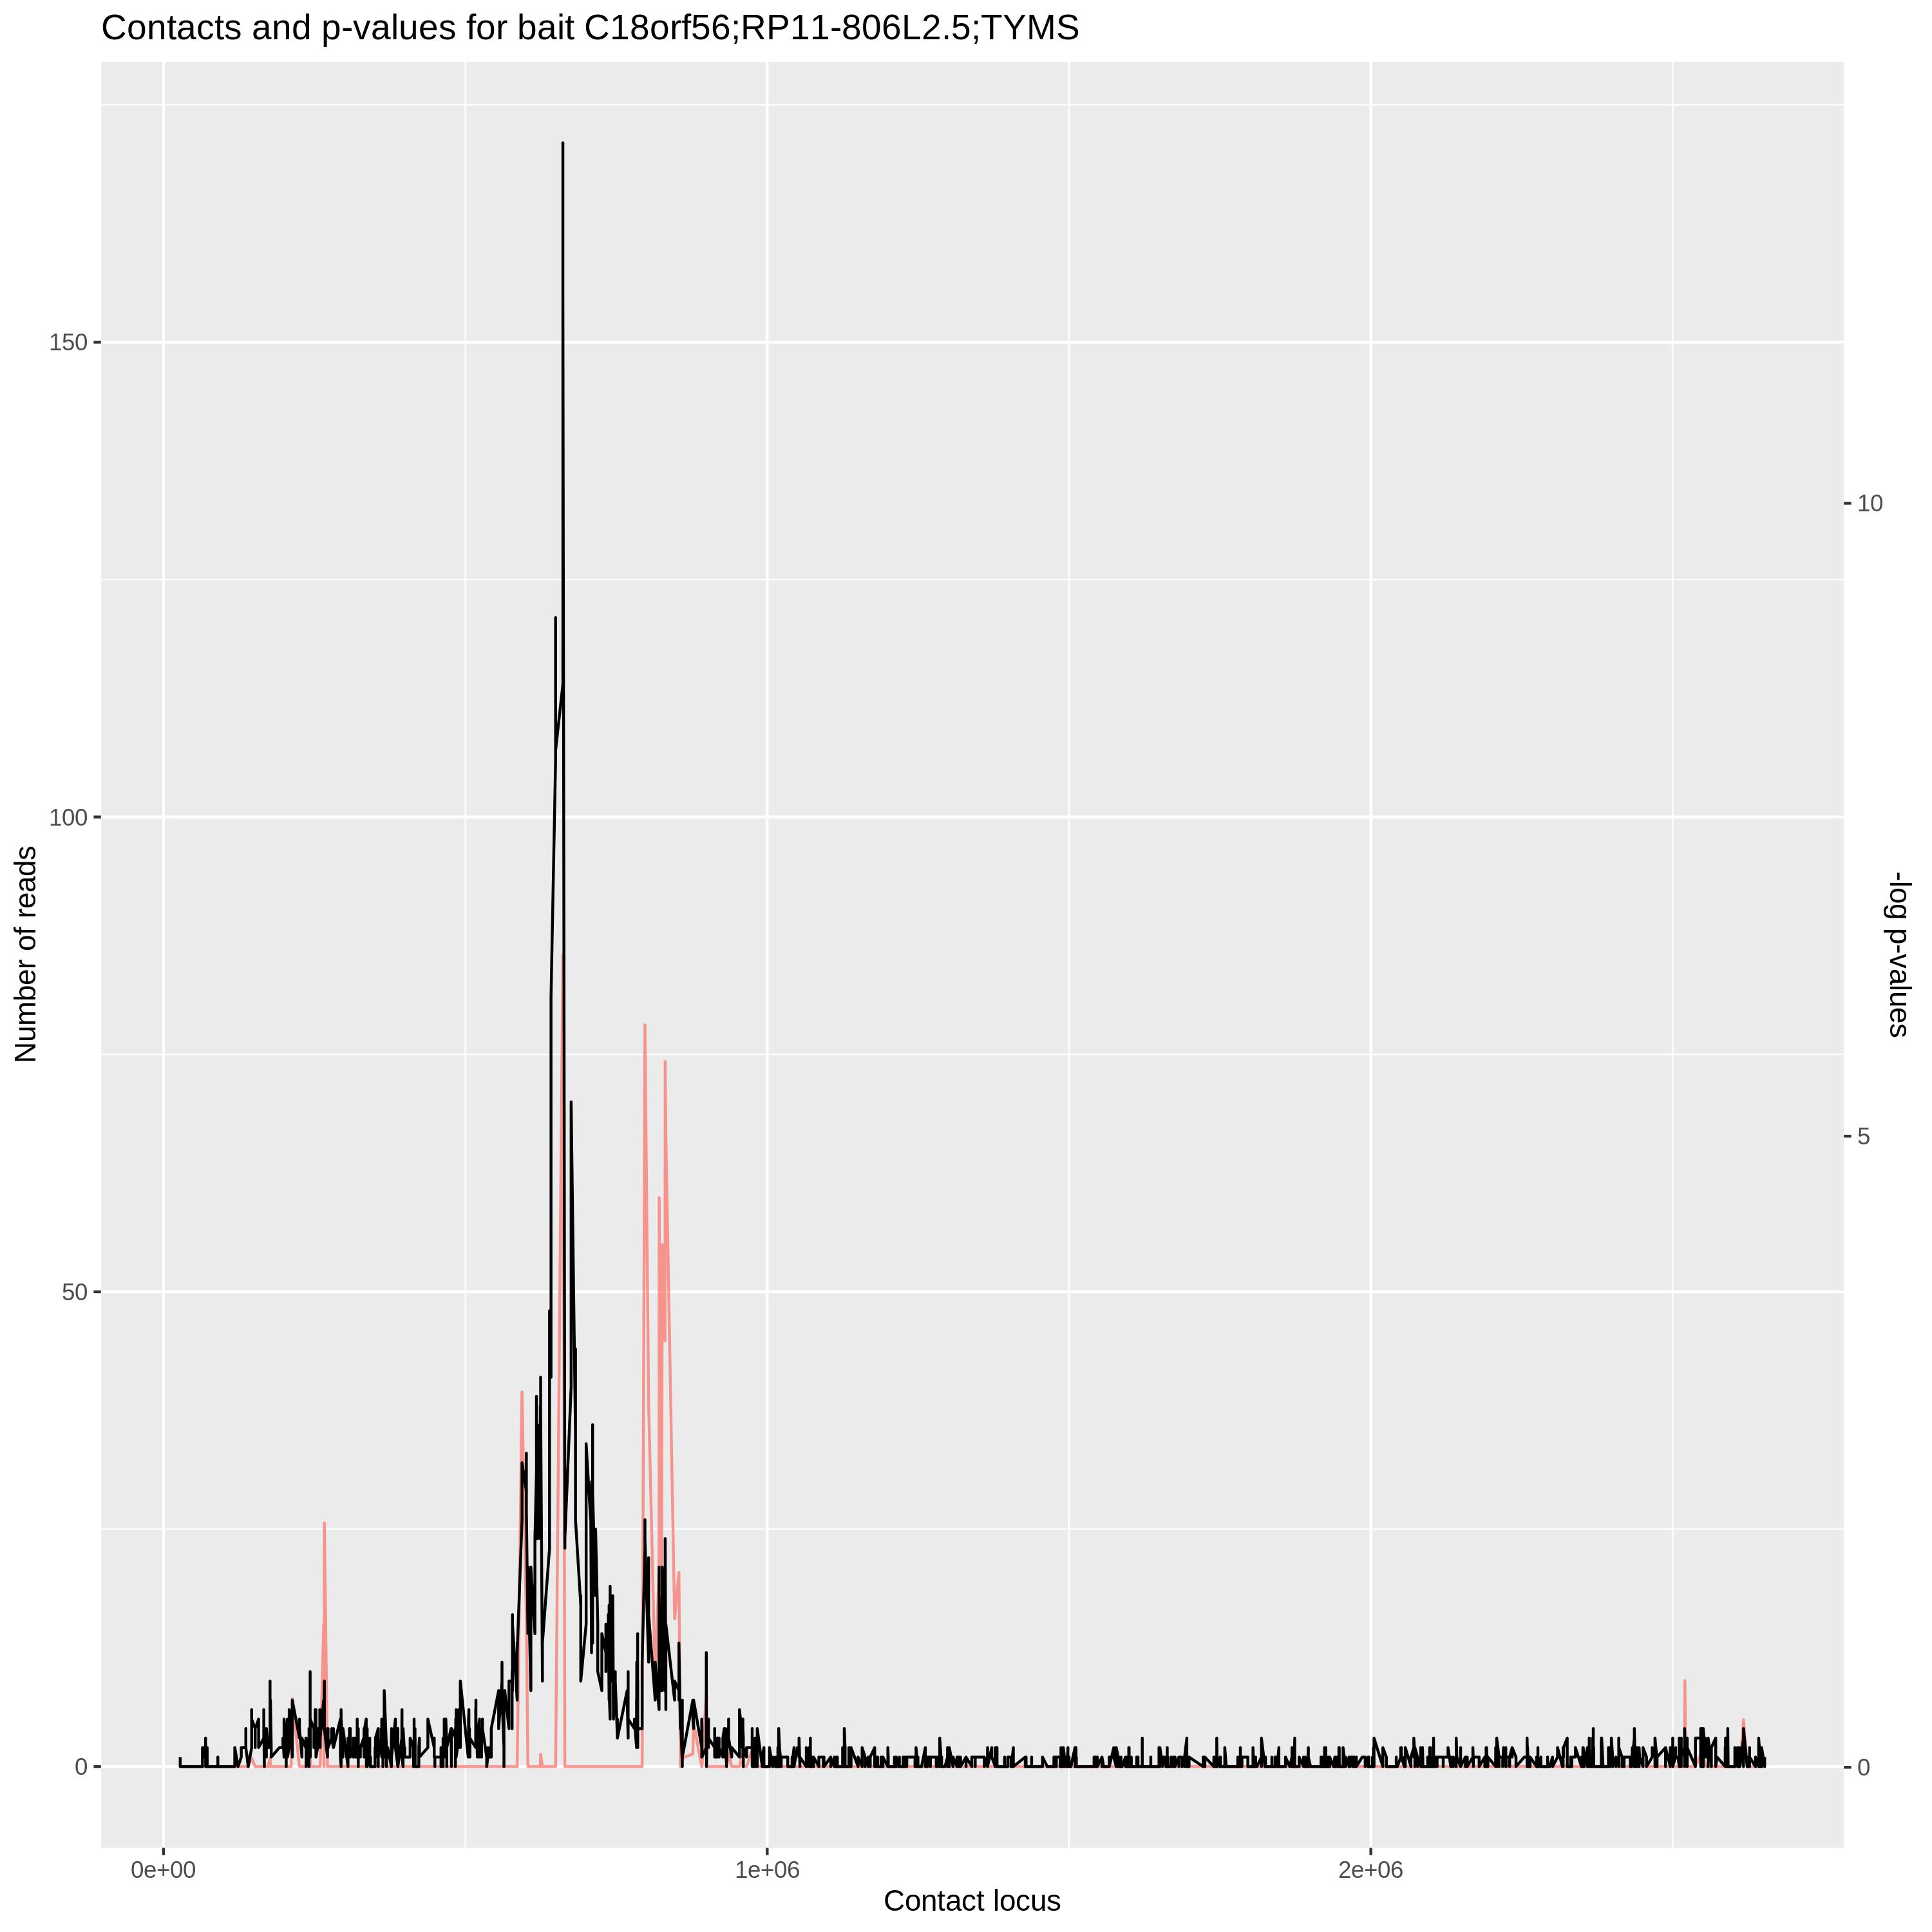 Contacts and p-values for bait C18orf56;RP11-806L2.5;TYMS
150
100
50
0
Number of reads
10
5
0
-log p-values
0e+00
1e+06
2e+06
Contact locus